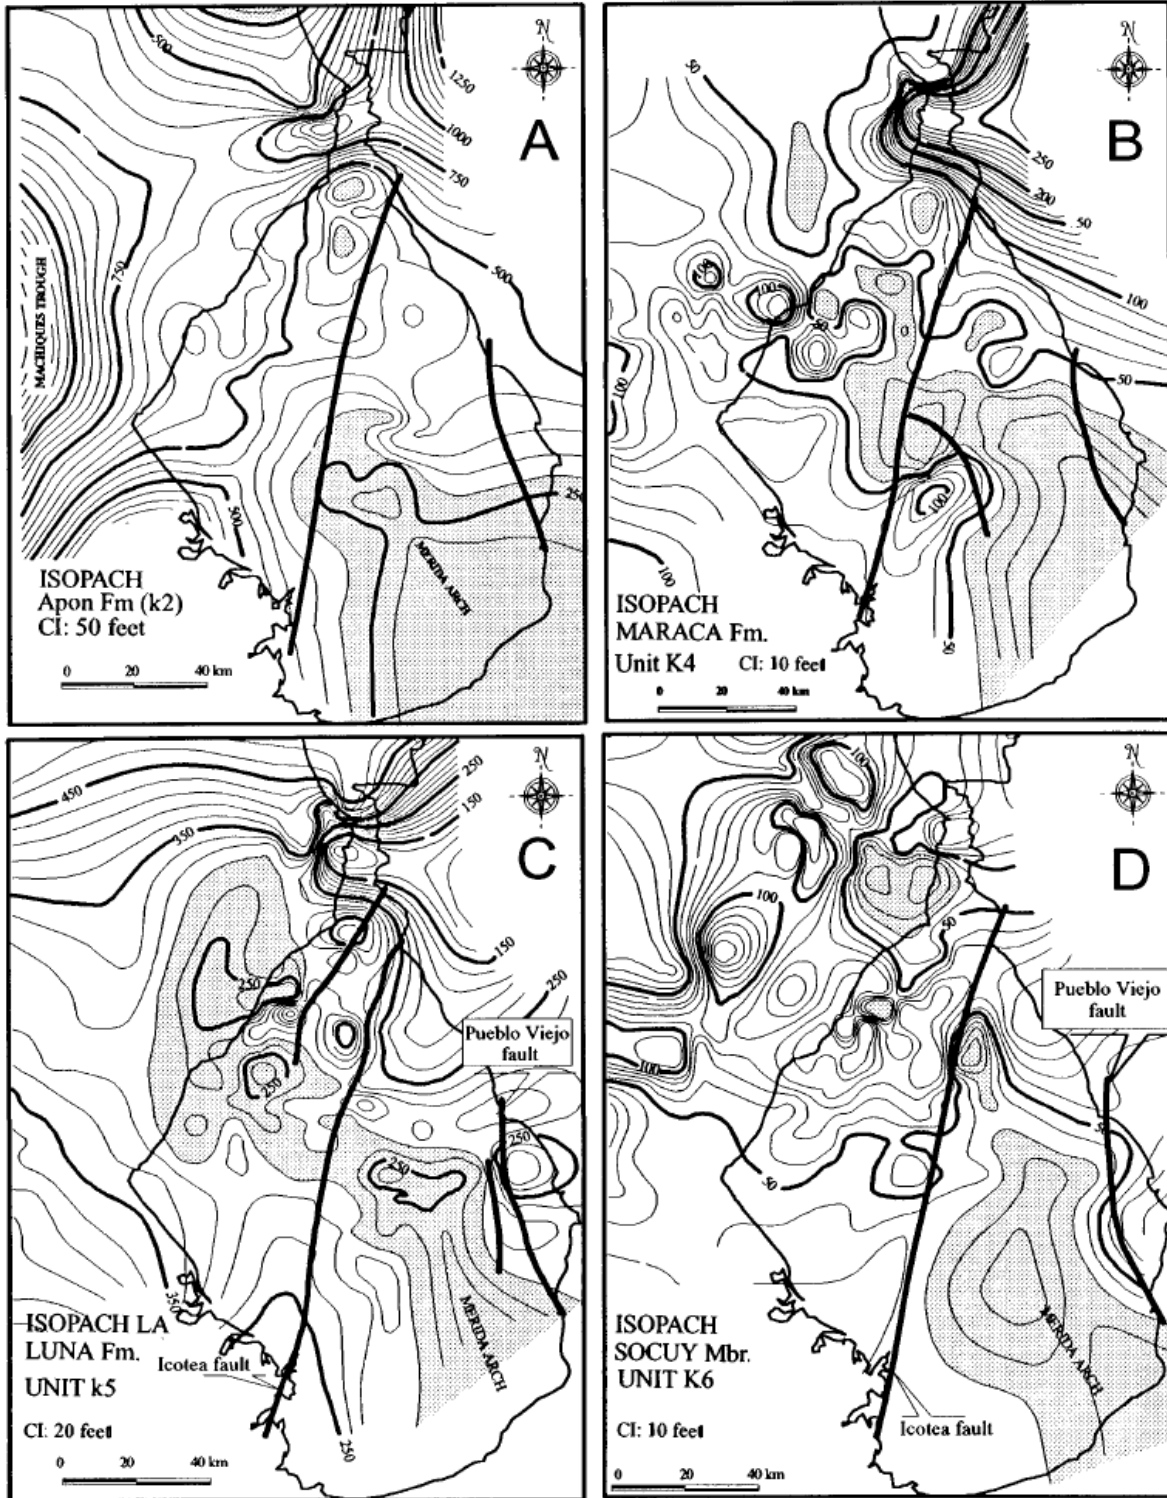 N
A
500
1250
1000
750
500
750
MACHIQUES TROUGH
500
250
MERIDA ARCH
ISOPACH
Apon Fm (k2)
CI: 50 feet
0 20 40 km
N
B
50
250
200
50
100
100
100
50
50
100
100
100
50
ISOPACH
MARACA Fm.
Unit K4 CI: 10 feet
0 20 40 km
N
C
450
350
250
150
150
250
250
250
250
250
350
250
Pueblo Viejo
fault
MERIDA ARCH
ISOPACH LA
LUNA Fm.
UNIT k5
Icotea fault
CI: 20 feet
0 20 40 km
N
D
100
100
50
100
50
Pueblo Viejo
fault
MERIDA ARCH
ISOPACH
SOCUY Mbr.
UNIT K6
Icotea fault
CI: 10 feet
0 20 40 km